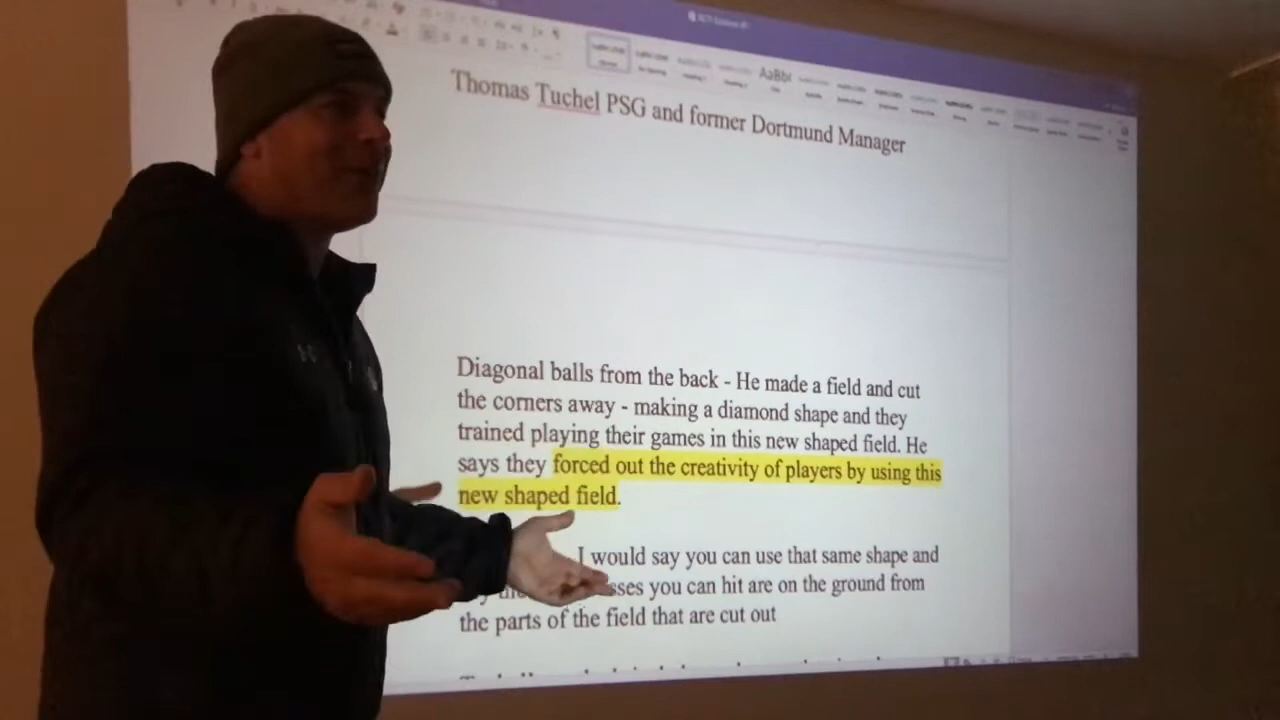 AaBb(
Thomas Tuchel PSG and former Dortmund Manager
Diagonal balls from the back - He made a field and cut
the corners away - making a diamond shape and they
trained playing their games in this new shaped field. He
says they forced out the creativity of players by using this
new shaped field.
I would say you can use that same shape and
you can hit are on the ground from
the parts of the field that are cut out